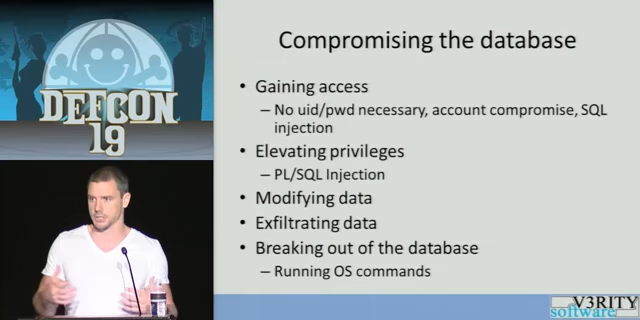 DEFCON
19
Compromising the database
• Gaining access
– No uid/pwd necessary, account compromise, SQL
injection
• Elevating privileges
– PL/SQL Injection
• Modifying data
• Exfiltrating data
• Breaking out of the database
– Running OS commands
V3RITY
software